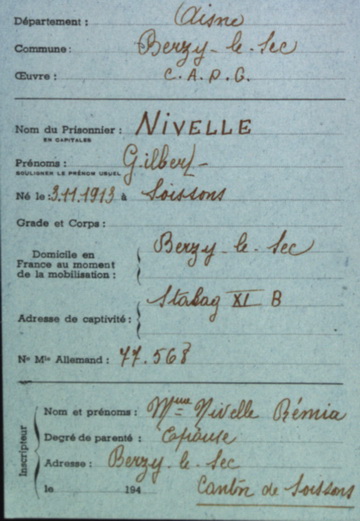 Département : Aisne
Commune : Berzy-le-Sec
Œuvre : C.A.P.G.
Nom du Prisonnier : NIVELLE
EN CAPITALES
Prénoms : Gilbert
SOULIGNER LE PRÉNOM USUEL
Né le : 3.11.1913 à Soissons
Grade et Corps :
Domicile en
France au moment
de la mobilisation :
Berzy-le-Sec
Stalag XI B
Adresse de captivité :
Nº Mle Allemand : 77.568
Inscripteur
Nom et prénoms : Mme Nivelle Rémia
Degré de parenté : Epouse
Adresse : Berzy le Sec
le 194
Canton de Soissons